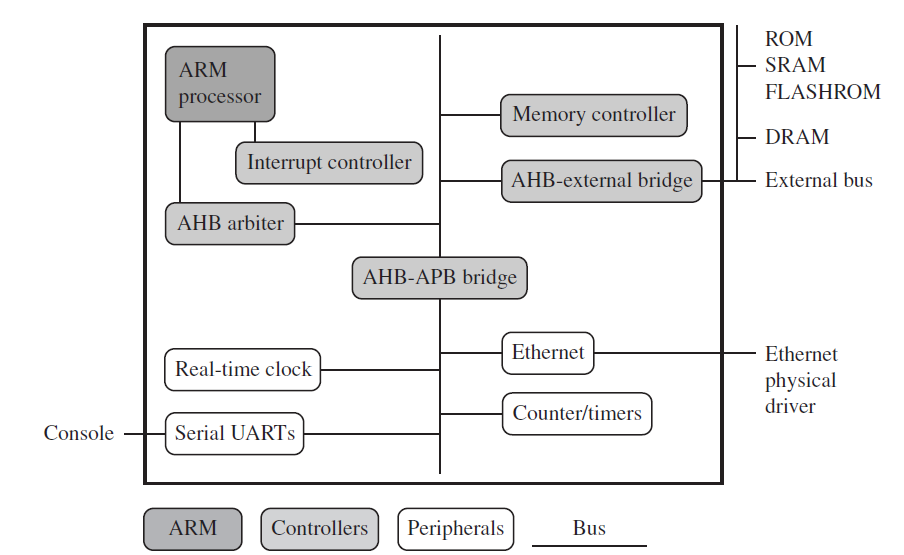 ARM
processor
Interrupt controller
AHB arbiter
Memory controller
AHB-external bridge
AHB-APB bridge
ROM
SRAM
FLASHROM
DRAM
External bus
Real-time clock
Serial UARTs
Console
Ethernet
Counter/timers
Ethernet
physical
driver
ARM
Controllers
Peripherals
Bus